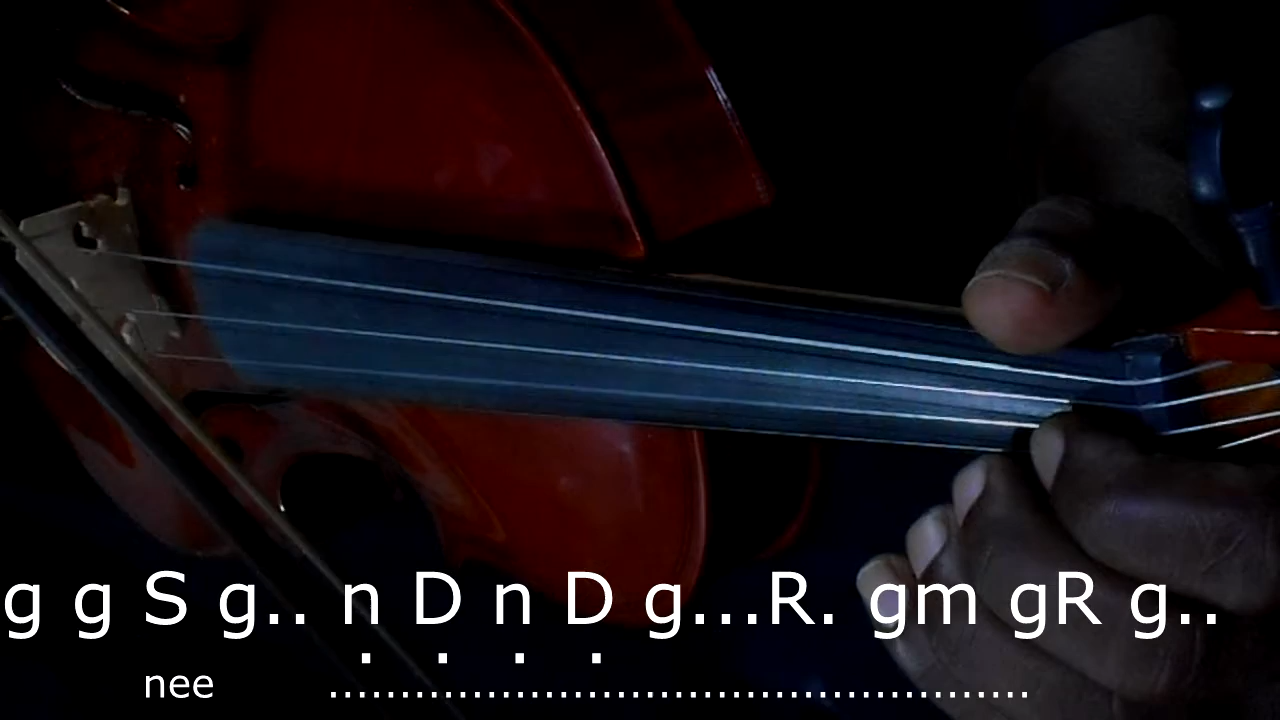 g g S g.. n D n D g...R. gm gR g..
. . . .
nee ................................................